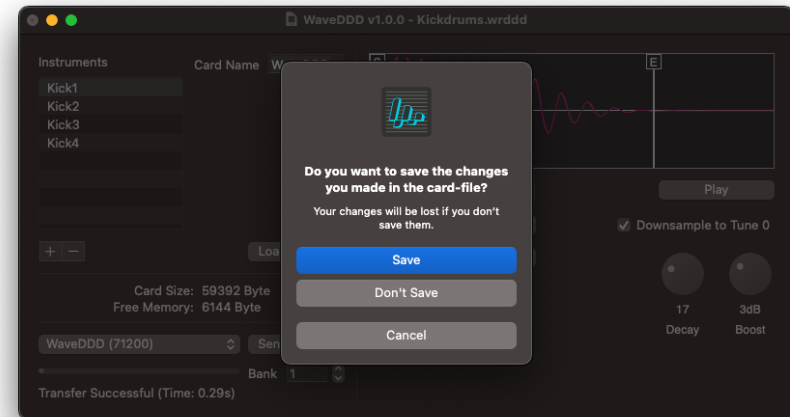 WaveDDD v1.0.0 - Kickdrums.wrddd
Instruments
Card Name
Kick1
Kick2
Kick3
Kick4
E
Do you want to save the changes
you made in the card-file?
Your changes will be lost if you don't
save them.
Save
Don't Save
Cancel
Play
Downsample to Tune 0
+ −
Card Size: 59392 Byte
Free Memory: 6144 Byte
17
3dB
Decay
Boost
WaveDDD (71200)
Bank 1
Transfer Successful (Time: 0.29s)